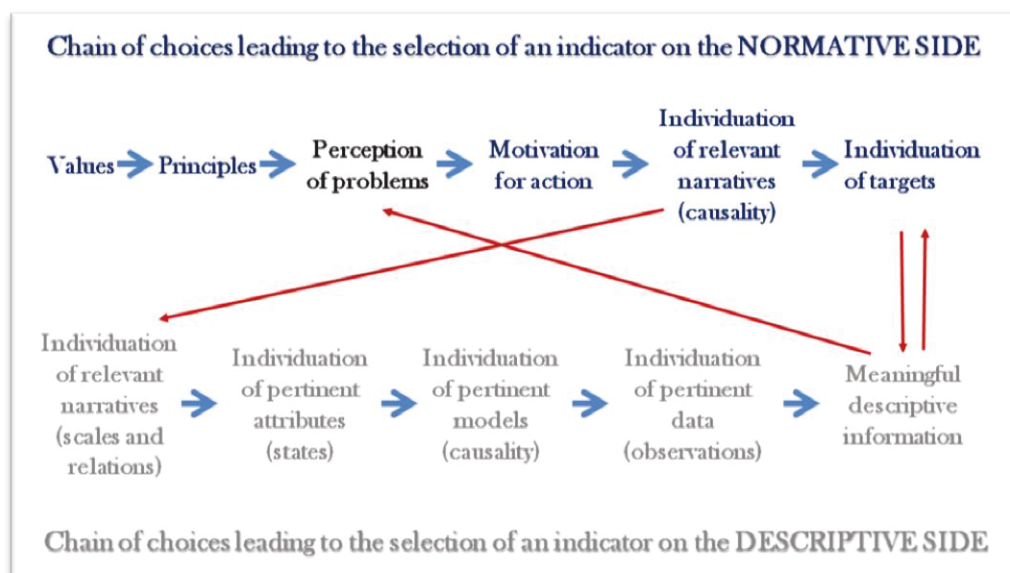 Chain of choices leading to the selection of an indicator on the NORMATIVE SIDE
Values
Principles
Perception
of problems
Motivation
for action
Individuation
of relevant
narratives
(causality)
Individuation
of targets
Individuation
of relevant
narratives
(scales and
relations)
Individuation
of pertinent
attributes
(states)
Individuation
of pertinent
models
(causality)
Individuation
of pertinent
data
(observations)
Meaningful
descriptive
information
Chain of choices leading to the selection of an indicator on the DESCRIPTIVE SIDE